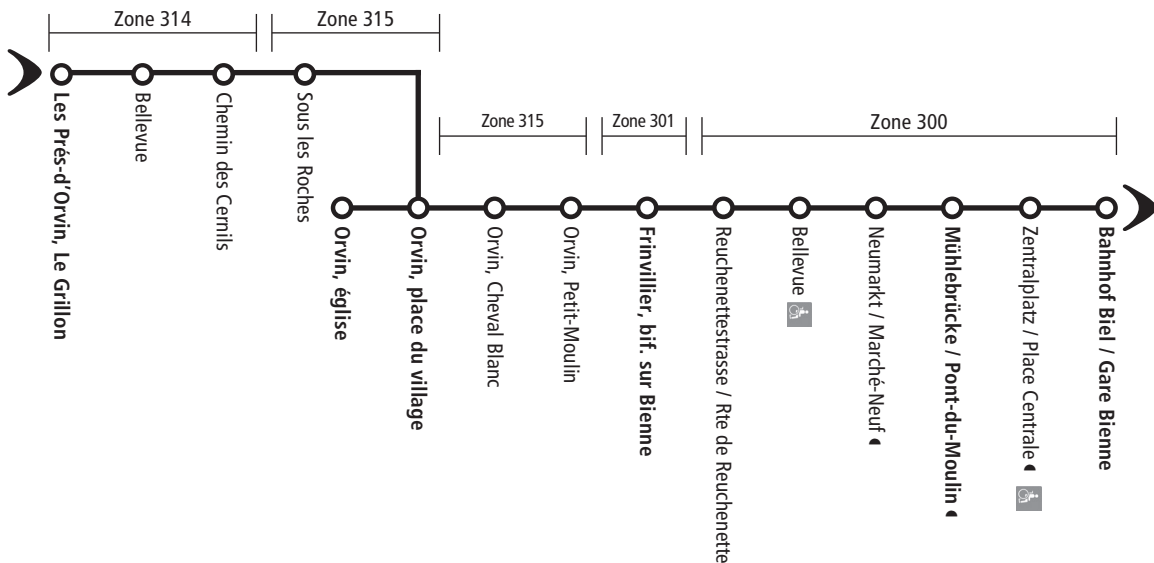 Zone 314
Zone 315
Les Prés-d'Orvin, Le Grillon
Bellevue
Chemin des Cernils
Sous les Roches
Zone 315
Zone 301
Zone 300
Orvin, église
Orvin, place du village
Orvin, Cheval Blanc
Orvin, Petit-Moulin
Frinvillier, bif. sur Bienne
Reuchenettestrasse / Rte de Reuchenette
Bellevue
Neumarkt / Marché-Neuf
Mühlebrücke / Pont-du-Moulin
Zentralplatz / Place Centrale
Bahnhof Biel / Gare Bienne